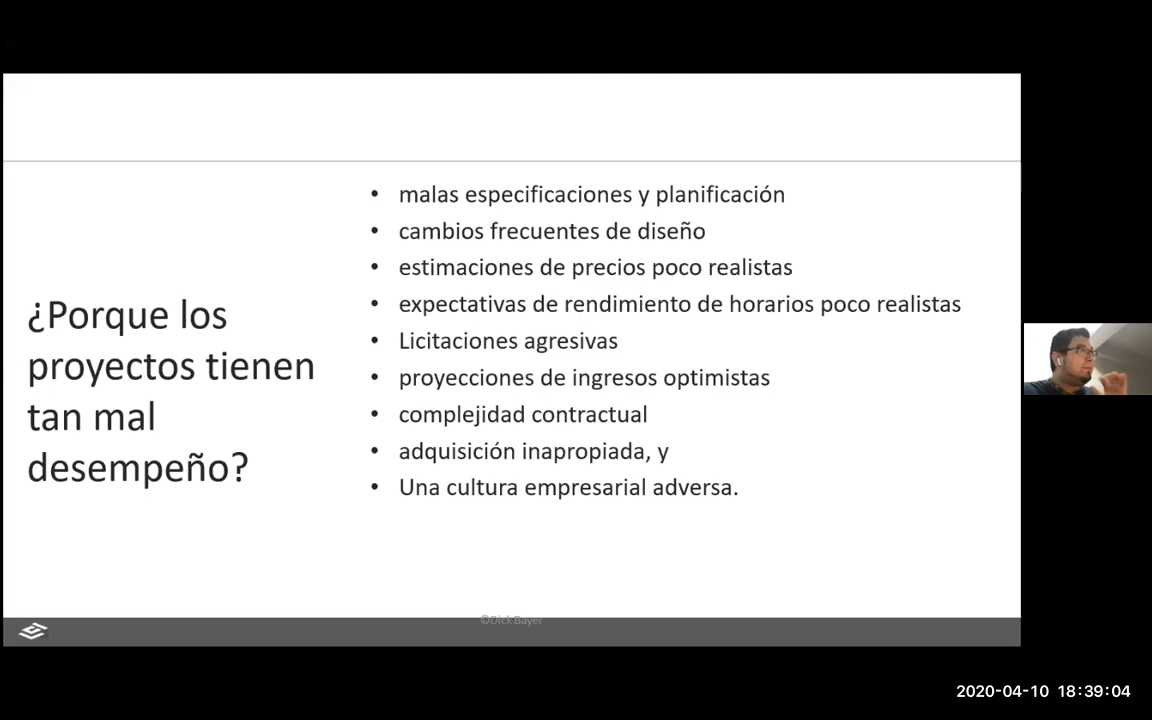 ¿Porque los
proyectos tienen
tan mal
desempeño?
• malas especificaciones y planificación
• cambios frecuentes de diseño
• estimaciones de precios poco realistas
• expectativas de rendimiento de horarios poco realistas
• Licitaciones agresivas
• proyecciones de ingresos optimistas
• complejidad contractual
• adquisición inapropiada, y
• Una cultura empresarial adversa.
©Dick Bayer
2020-04-10 18:39:04